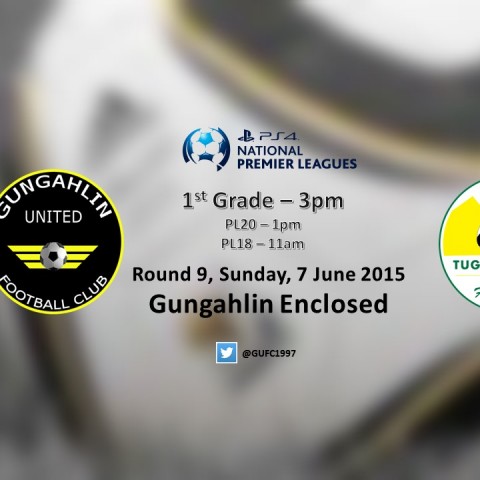 PS4
NATIONAL
PREMIER LEAGUES
GUNGAHLIN
UNITED
FOOTBALL CLUB
1st Grade – 3pm
PL20 – 1pm
PL18 – 11am
TUG
Round 9, Sunday, 7 June 2015
Gungahlin Enclosed
@GUFC1997